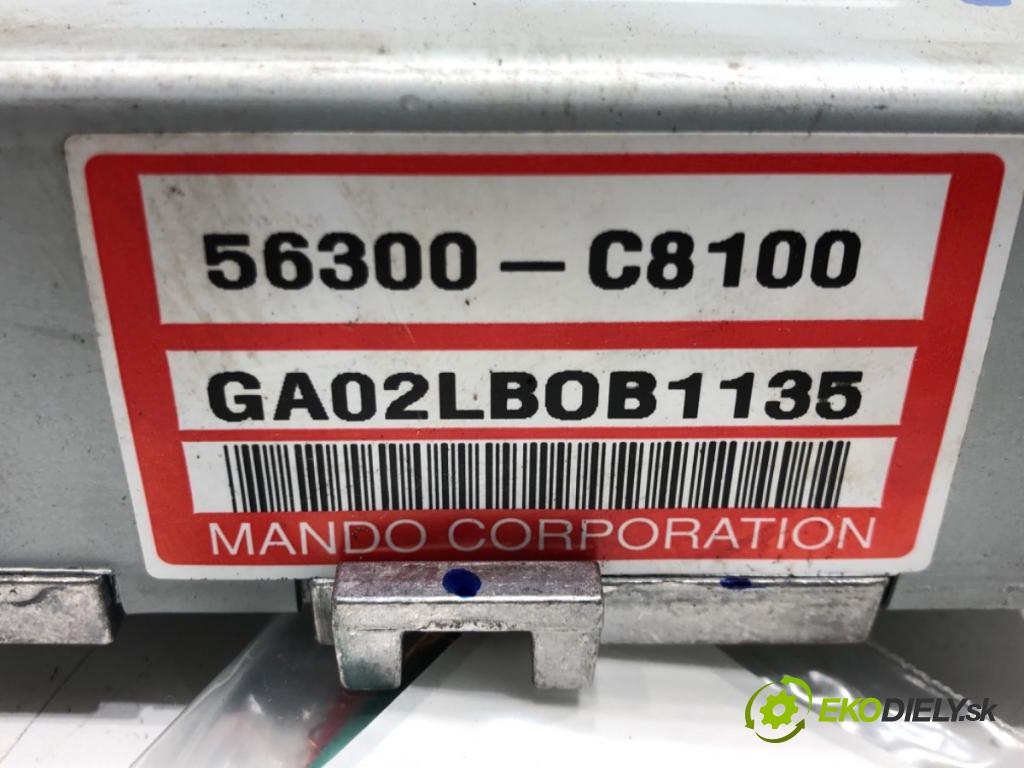 56300 — C8100
GA02LBOB1135
MANDO CORPORATION
EKODIELY.sk